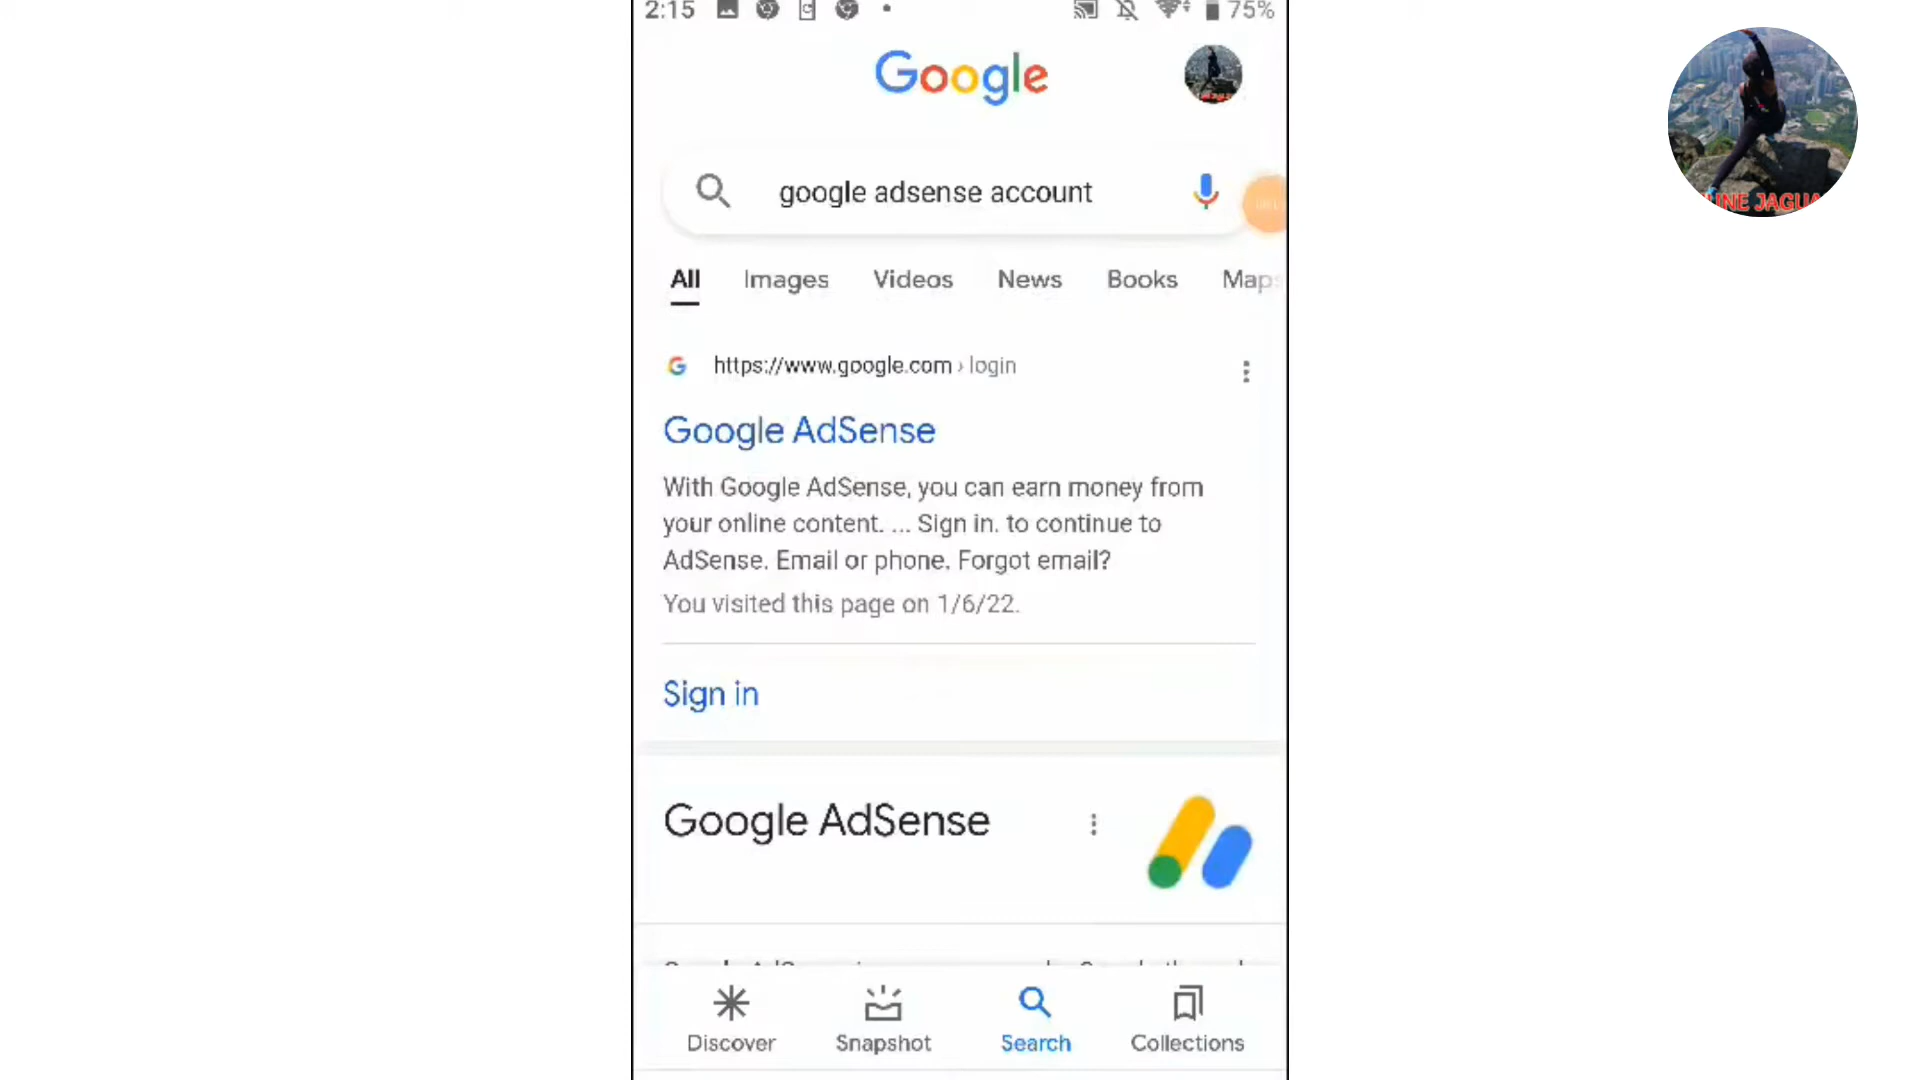 2:15
75%
Google
google adsense account
All Images Videos News Books Maps
https://www.google.com › login
Google AdSense
With Google AdSense, you can earn money from
your online content. ... Sign in. to continue to
AdSense. Email or phone. Forgot email?
You visited this page on 1/6/22.
Sign in
Google AdSense
Discover Snapshot Search Collections